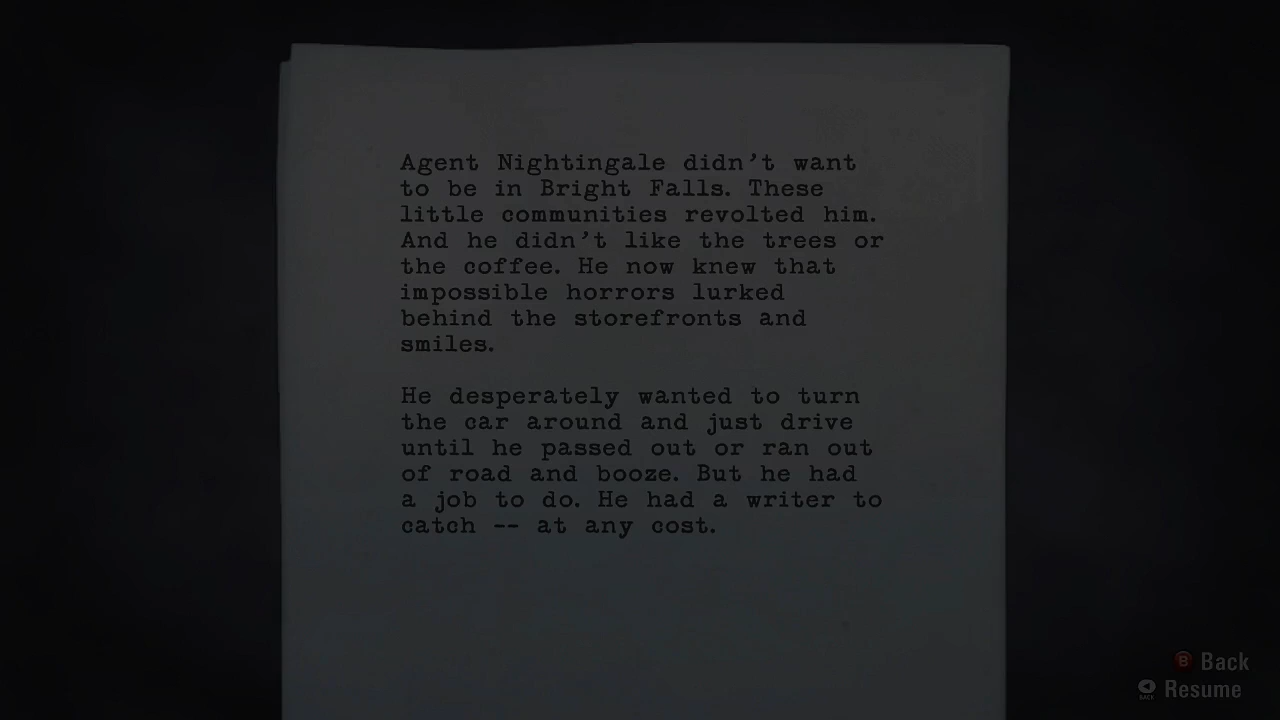 Agent Nightingale didn't want
to be in Bright Falls. These
little communities revolted him.
And he didn't like the trees or
the coffee. He now knew that
impossible horrors lurked
behind the storefronts and
smiles.
He desperately wanted to turn
the car around and just drive
until he passed out or ran out
of road and booze. But he had
a job to do. He had a writer to
catch -- at any cost.
B Back
BACK Resume